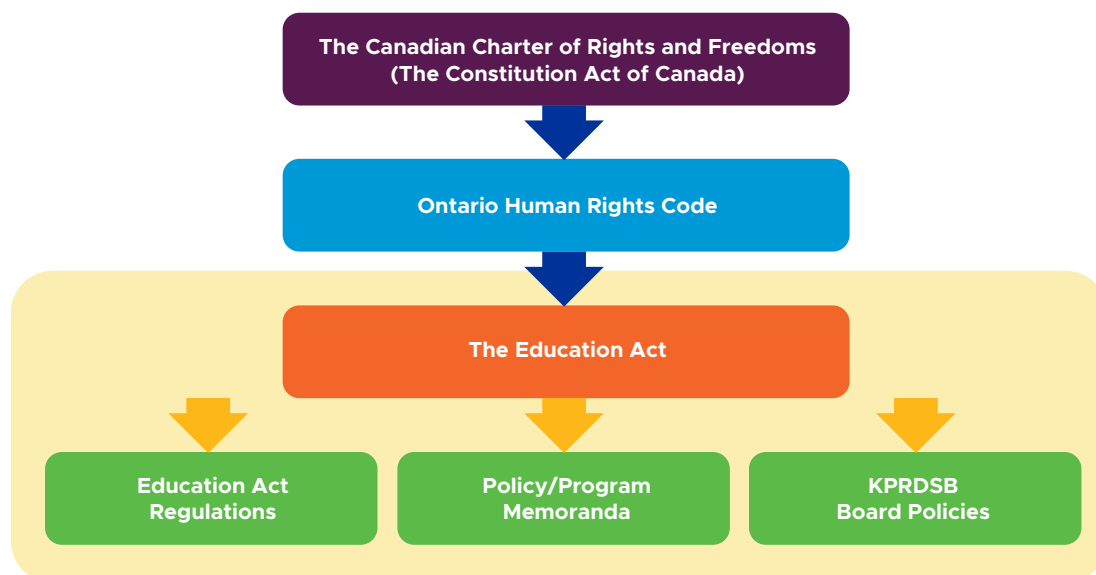 The Canadian Charter of Rights and Freedoms
(The Constitution Act of Canada)
Ontario Human Rights Code
The Education Act
Education Act
Regulations
Policy/Program
Memoranda
KPRDSB
Board Policies